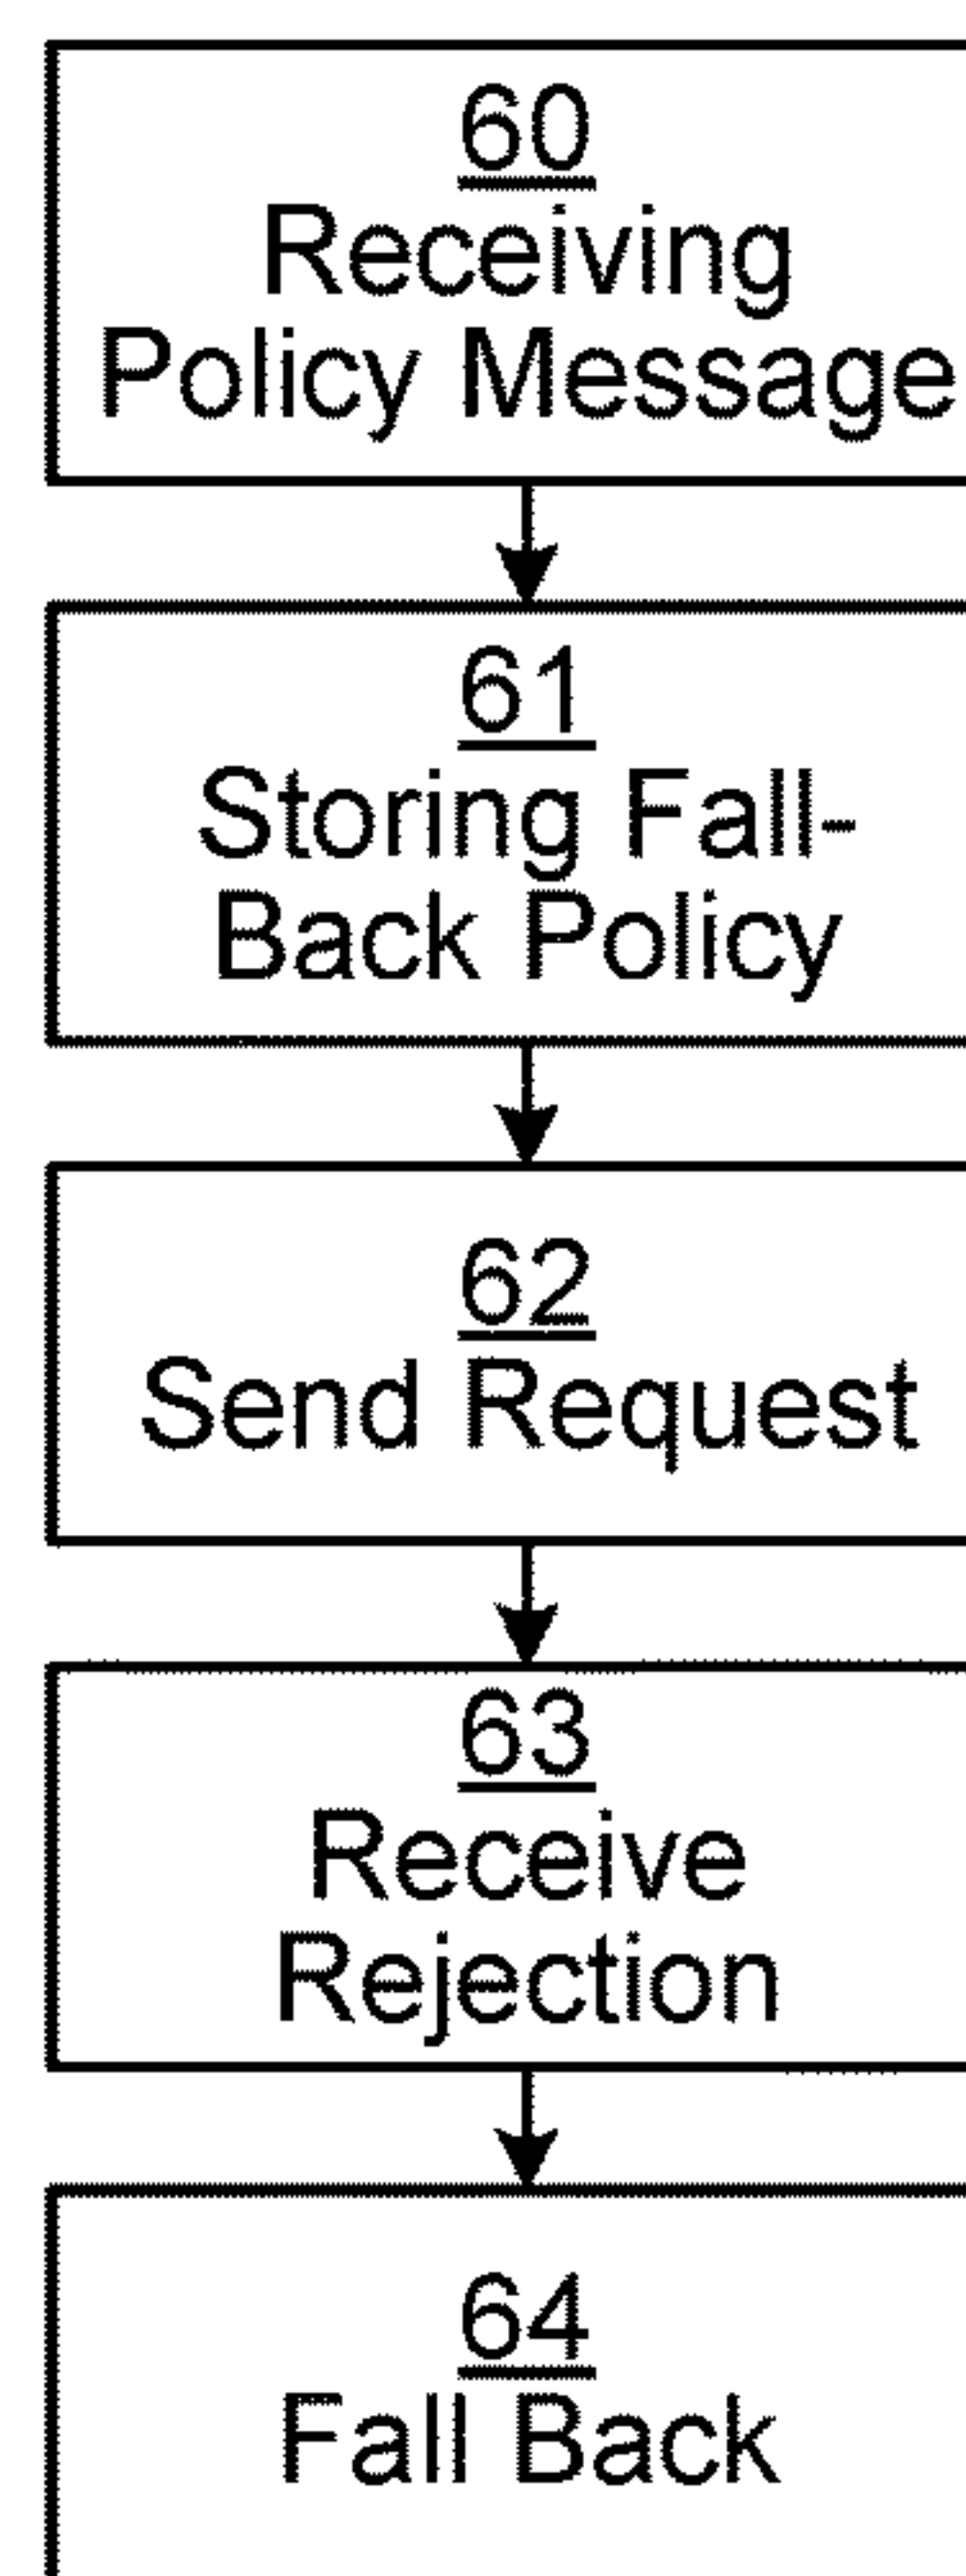 60
Receiving
Policy Message
61
Storing Fall-
Back Policy
62
Send Request
63
Receive
Rejection
64
Fall Back